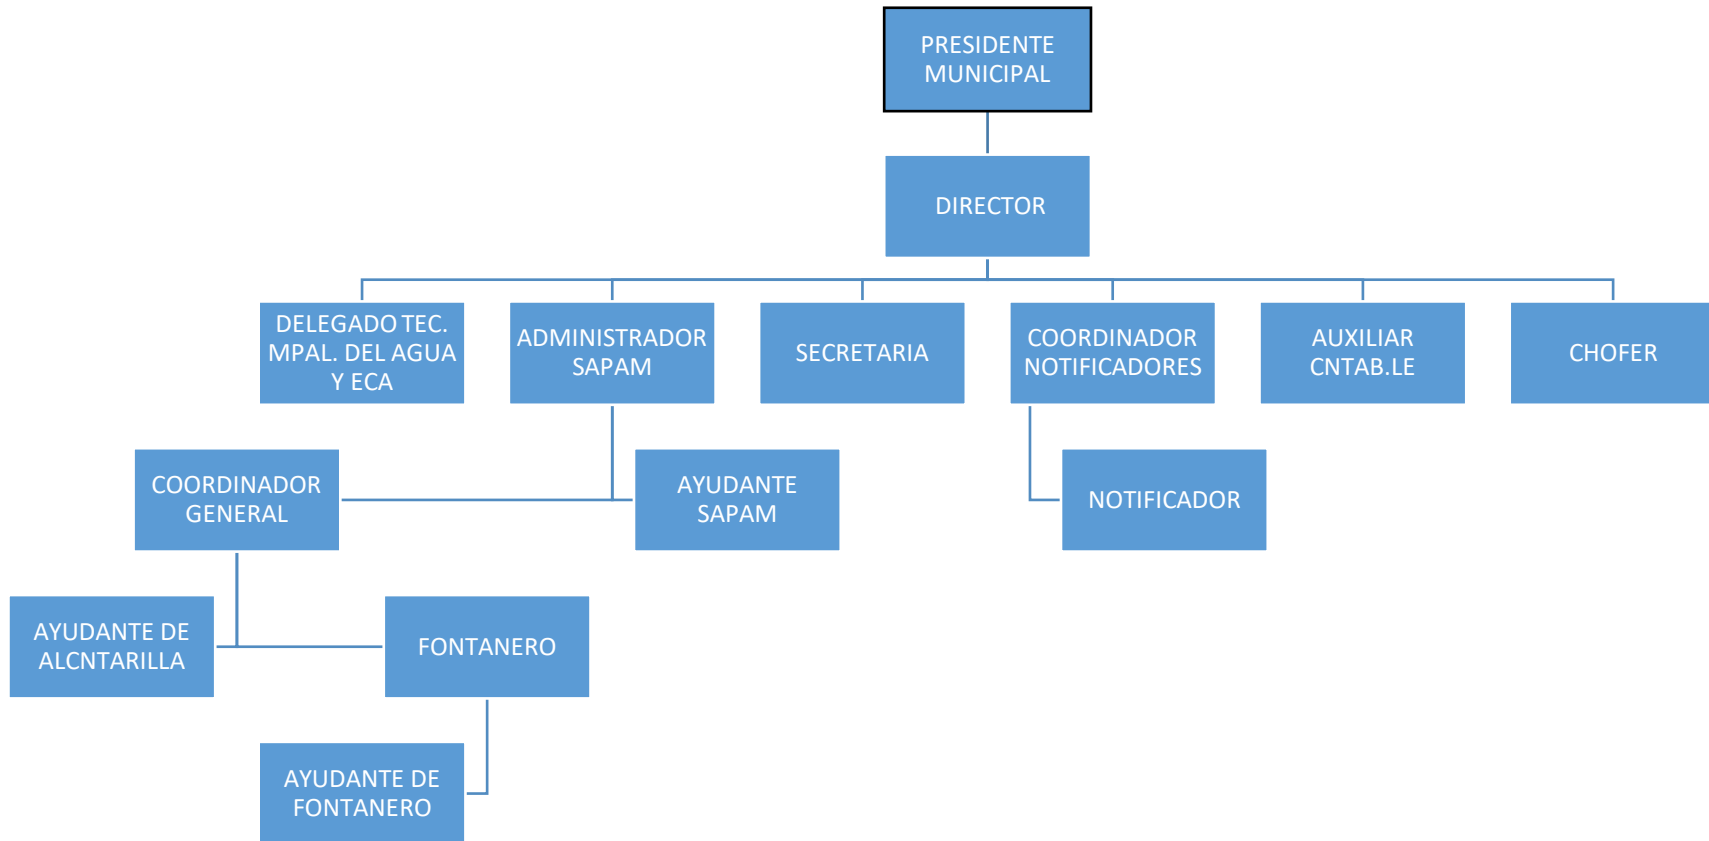 PRESIDENTE
MUNICIPAL
DIRECTOR
DELEGADO TEC.
MPAL. DEL AGUA
Y ECA
ADMINISTRADOR
SAPAM
SECRETARIA
COORDINADOR
NOTIFICADORES
AUXILIAR
CNTAB.LE
CHOFER
COORDINADOR
GENERAL
AYUDANTE
SAPAM
NOTIFICADOR
AYUDANTE DE
ALCNTARILLA
FONTANERO
AYUDANTE DE
FONTANERO